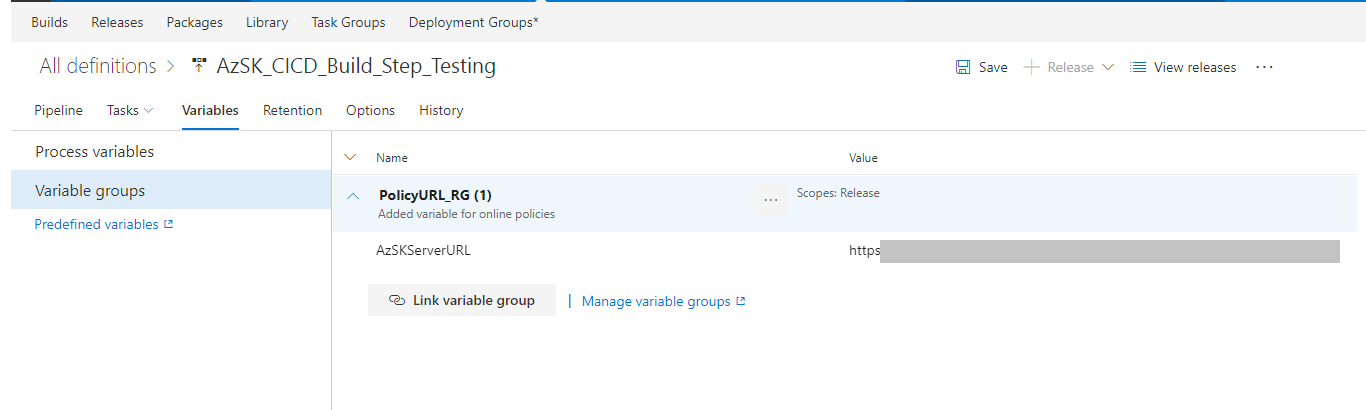 Builds Releases Packages Library Task Groups Deployment Groups*
All definitions > AzSK_CICD_Build_Step_Testing Save + Release View releases ...
Pipeline Tasks Variables Retention Options History
Process variables
Variable groups
Predefined variables
Name Value
PolicyURL_RG (1) ... Scopes: Release
Added variable for online policies
AzSKServerURL https
Link variable group | Manage variable groups